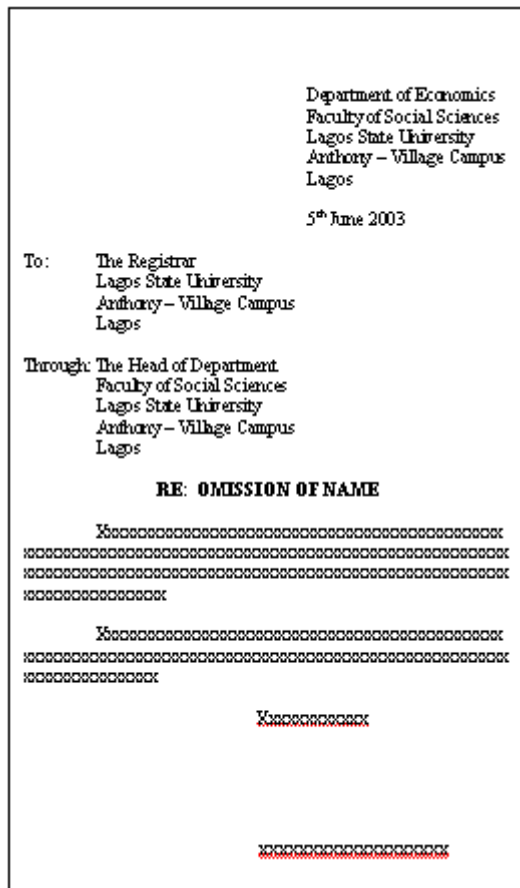 Department of Economics
Faculty of Social Sciences
Lagos State University
Anthony – Village Campus
Lagos
5th June 2003
To: The Registrar
Lagos State University
Anthony – Village Campus
Lagos
Through: The Head of Department
Faculty of Social Sciences
Lagos State University
Anthony – Village Campus
Lagos
RE: OMISSION OF NAME